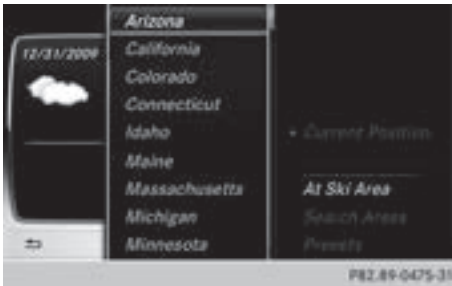 12/31/2009
Arizona
California
Colorado
Connecticut
Idaho
Maine
Massachusetts
Michigan
Minnesota
Current Position
At Ski Area
Search Areas
Presets
P82.89-0475-31